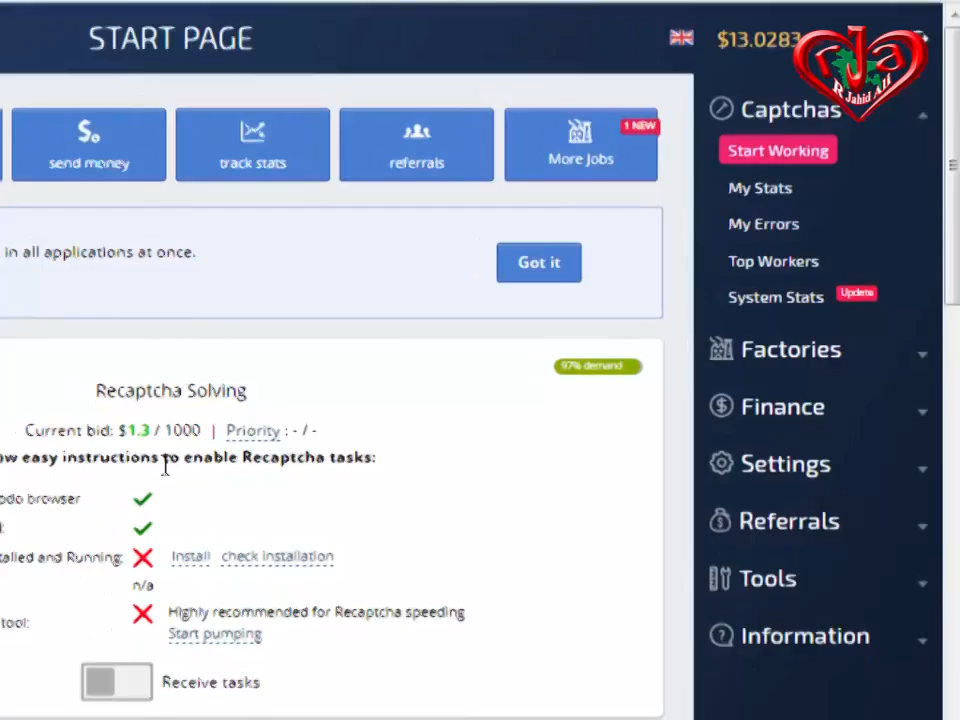 START PAGE
$13.0283
rja
R Jahid Ali
send money
track stats
referrals
More Jobs
1 NEW
in all applications at once.
Got it
97% demand
Recaptcha Solving
Current bid: $1.3 / 1000 | Priority : - / -
ow easy instructions to enable Recaptcha tasks:
odo browser
alled and Running:
Install check installation
n/a
tool:
Highly recommended for Recaptcha speeding
Start pumping
Receive tasks
Captchas
Start Working
My Stats
My Errors
Top Workers
System Stats
Update
Factories
Finance
Settings
Referrals
Tools
Information